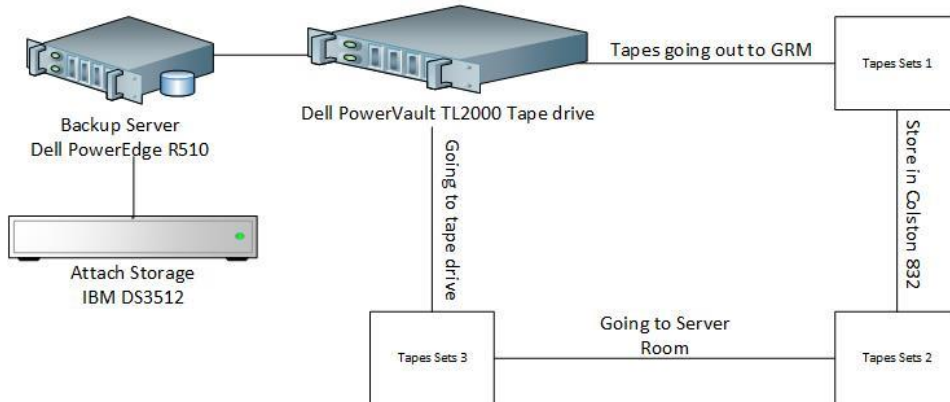 Tapes going out to GRM
Tapes Sets 1
Backup Server
Dell PowerEdge R510
Dell PowerVault TL2000 Tape drive
Going to tape drive
Store in Colston 832
Attach Storage
IBM DS3512
Going to Server
Room
Tapes Sets 3
Tapes Sets 2